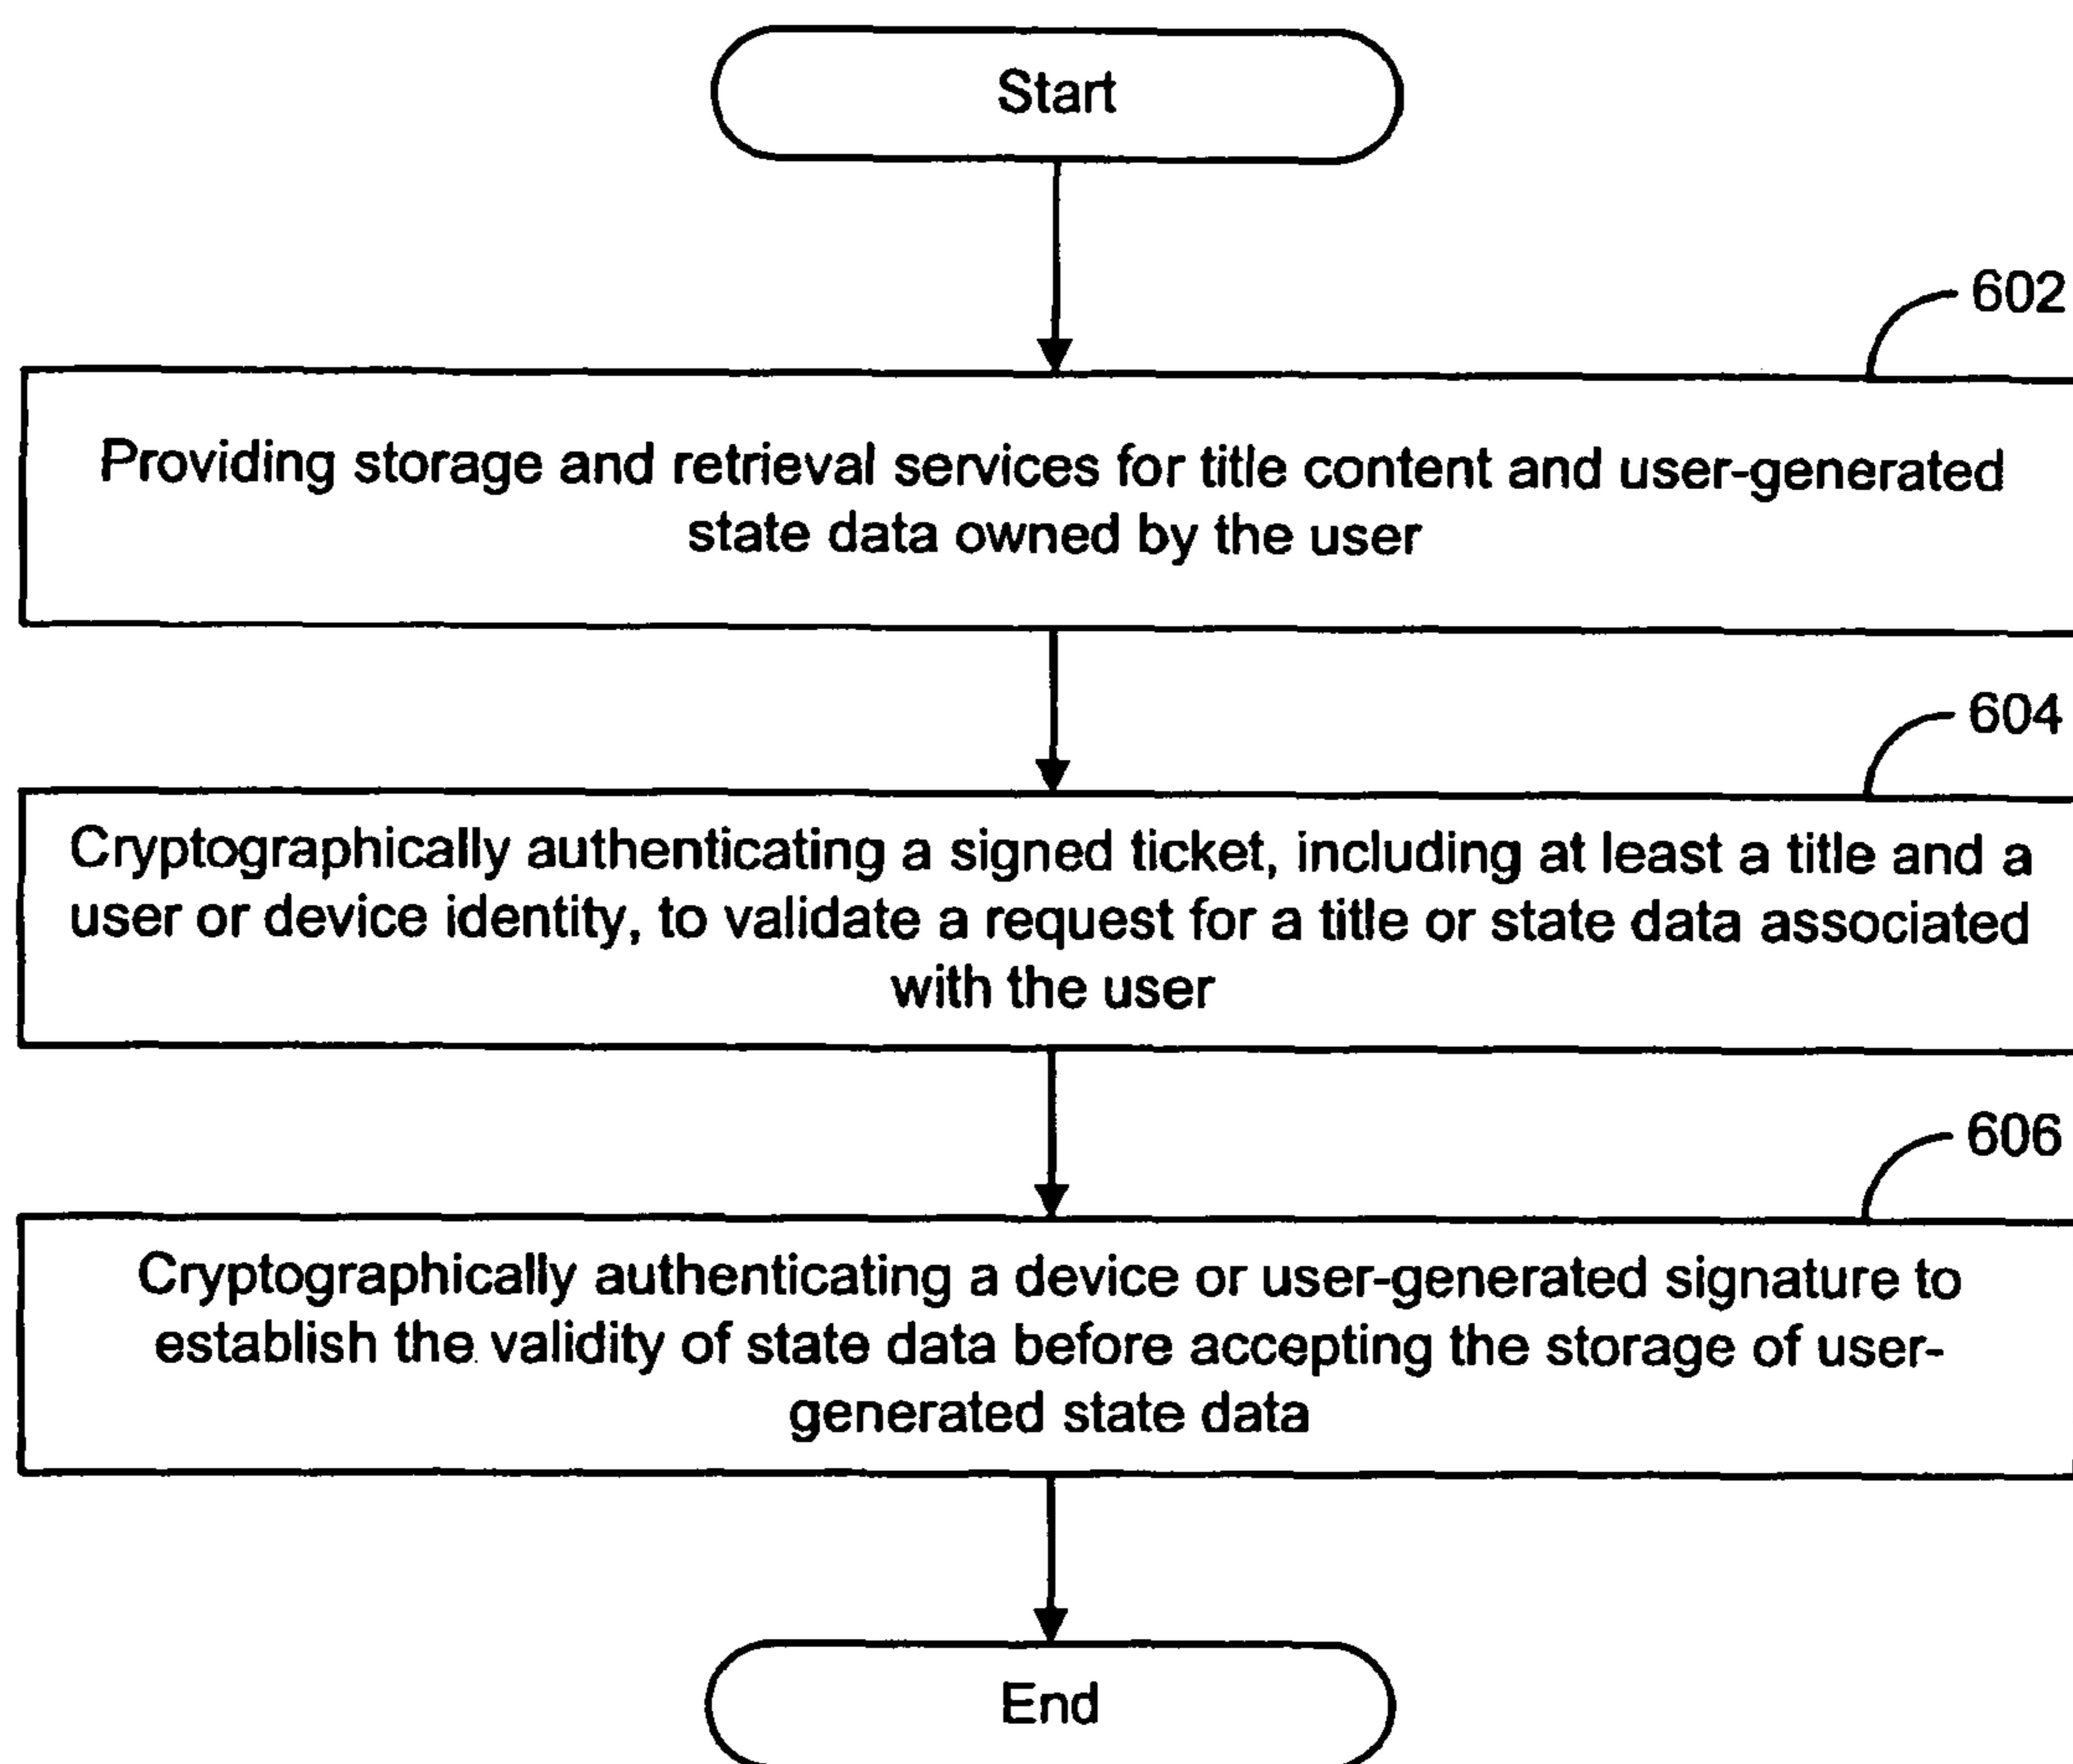 Start
602
Providing storage and retrieval services for title content and user-generated
state data owned by the user
604
Cryptographically authenticating a signed ticket, including at least a title and a
user or device identity, to validate a request for a title or state data associated
with the user
606
Cryptographically authenticating a device or user-generated signature to
establish the validity of state data before accepting the storage of user-
generated state data
End